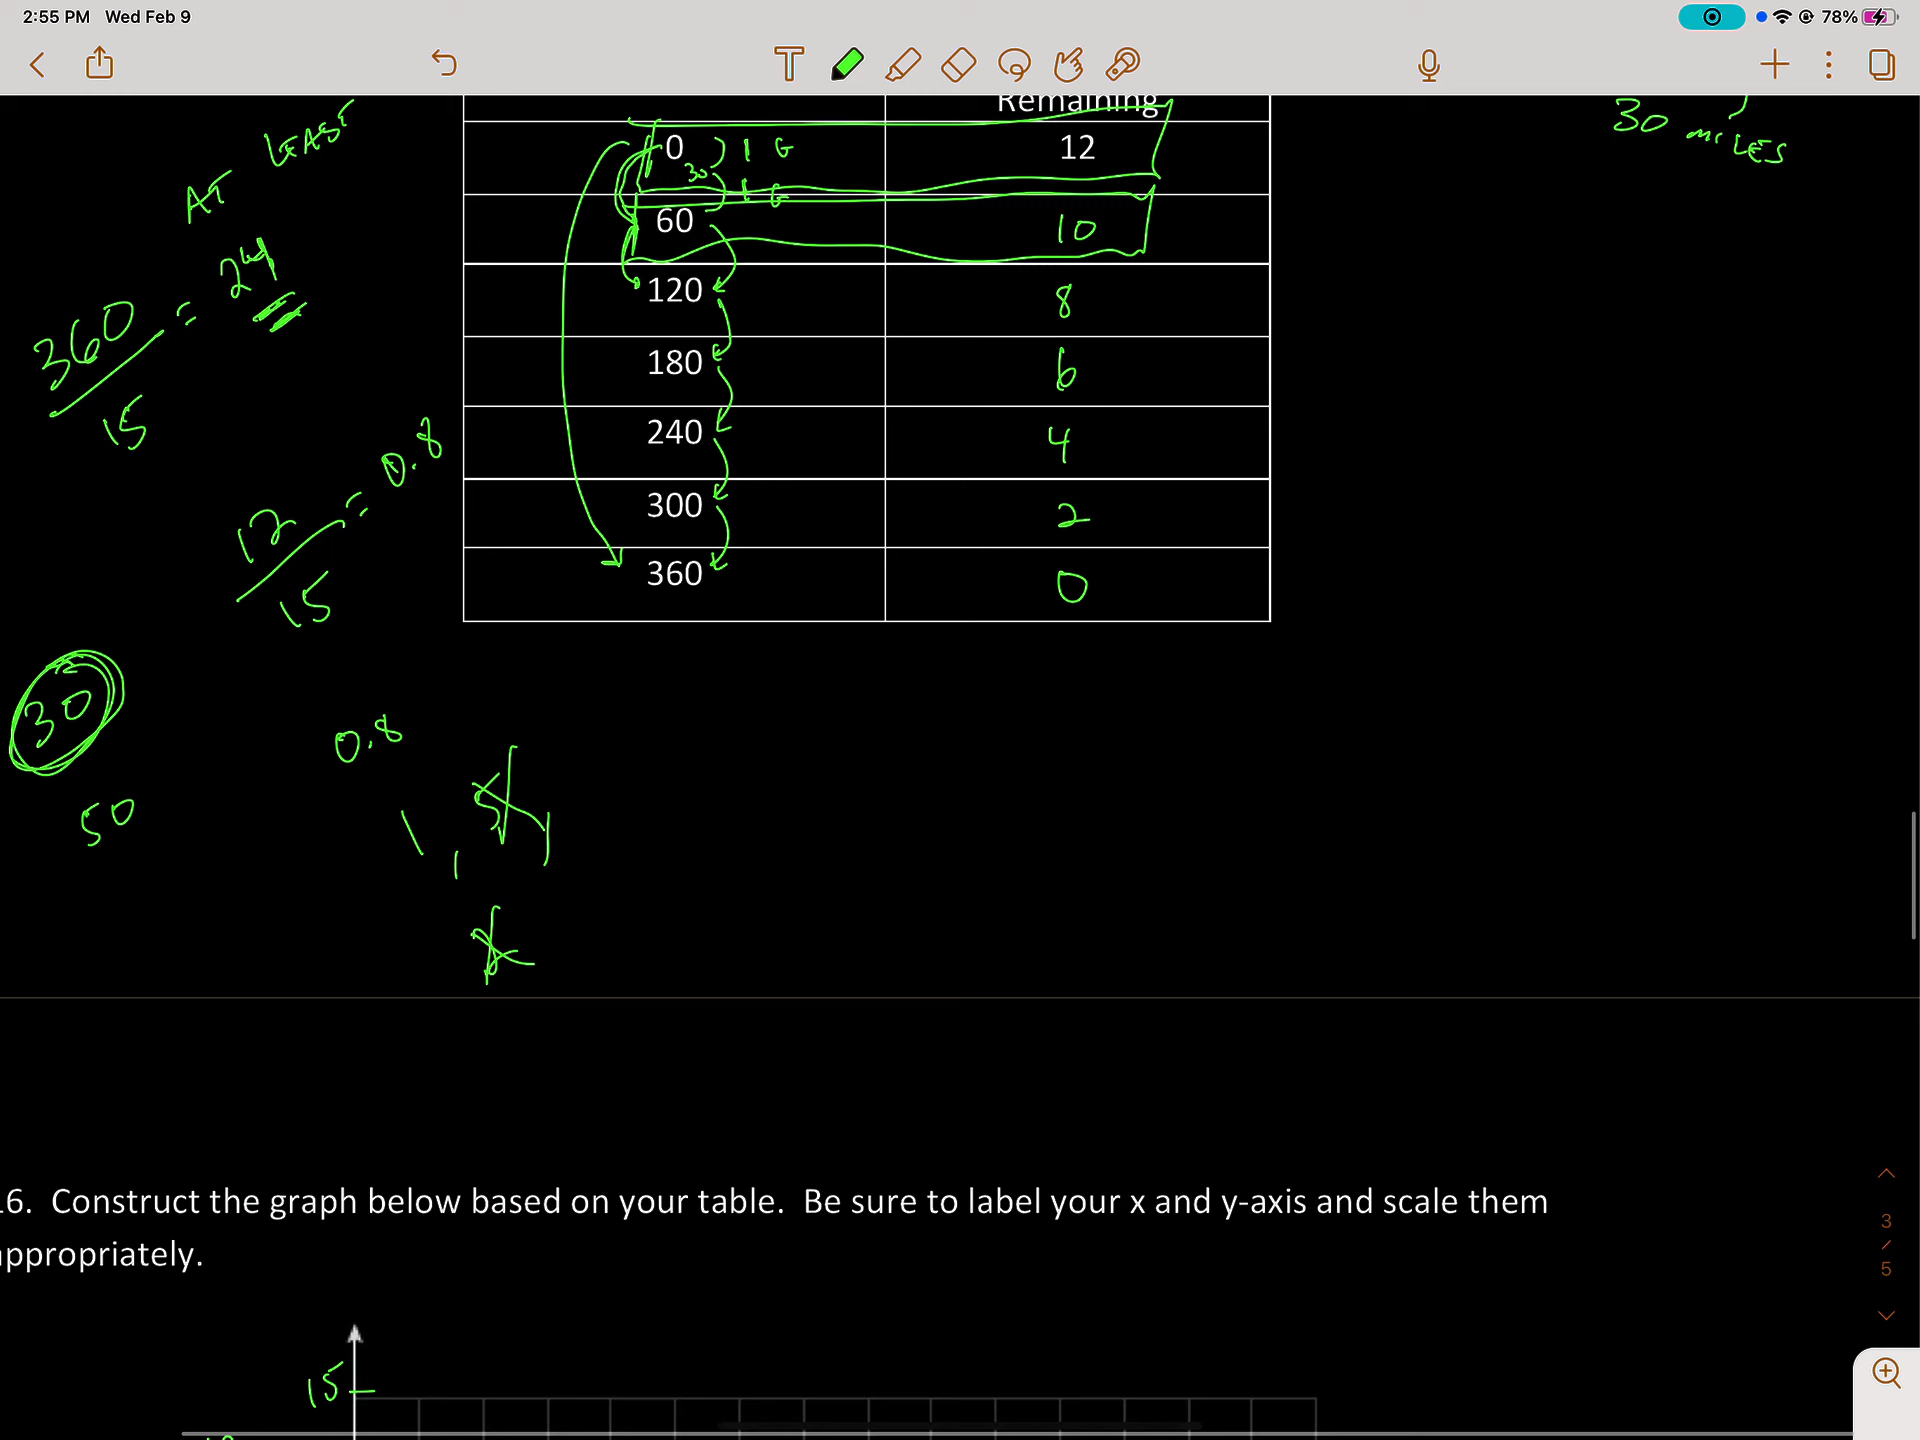 2:55 PM Wed Feb 9
78%
Remaining
30 miLES
AT LEAST
0 1 G 12
30 1 G
60 10
360/15 = 24
120 8
180 6
240 4
12/15 = 0.8
300 2
360 0
30
0.8
50
16. Construct the graph below based on your table. Be sure to label your x and y-axis and scale them
appropriately.
3
/
5
15